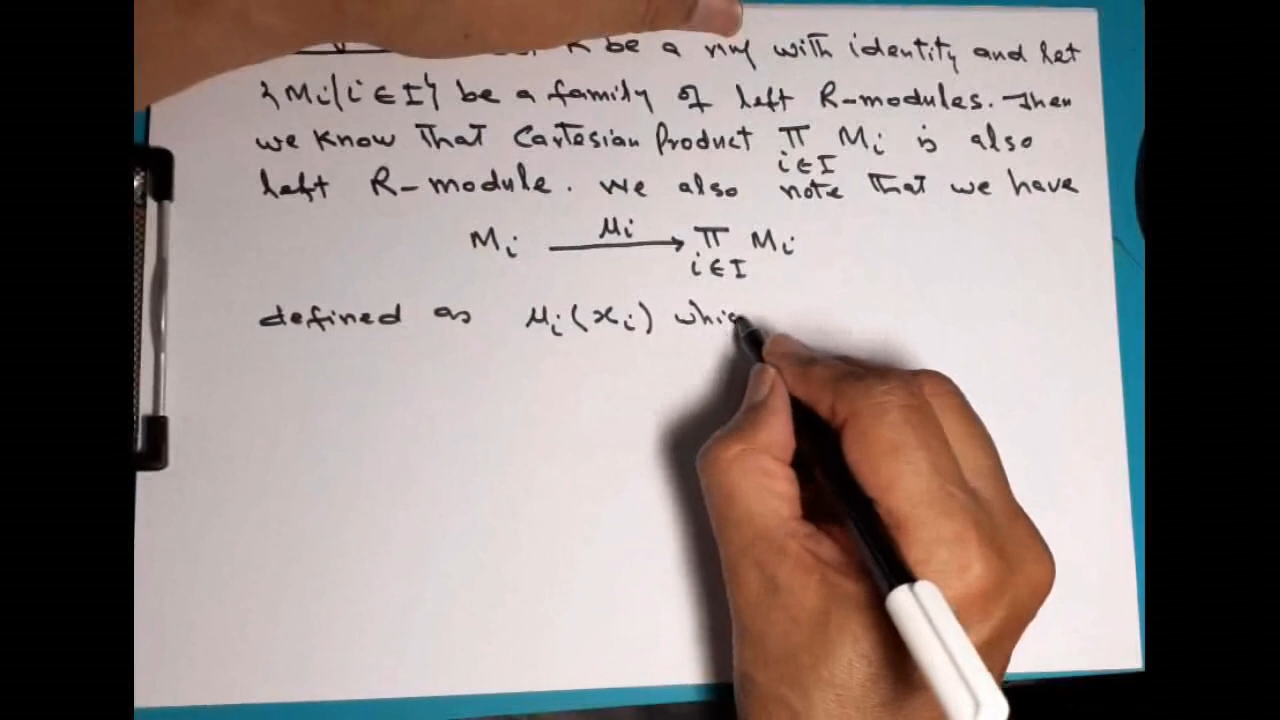 R be a ring with identity and let
{Mi|i ∈ I} be a family of left R-modules. Then
we know that Cartesian Product π Mi is also
i∈I
left R-module. we also note that we have
Mi μi→ π Mi
i∈I
defined as μi(xi) whic